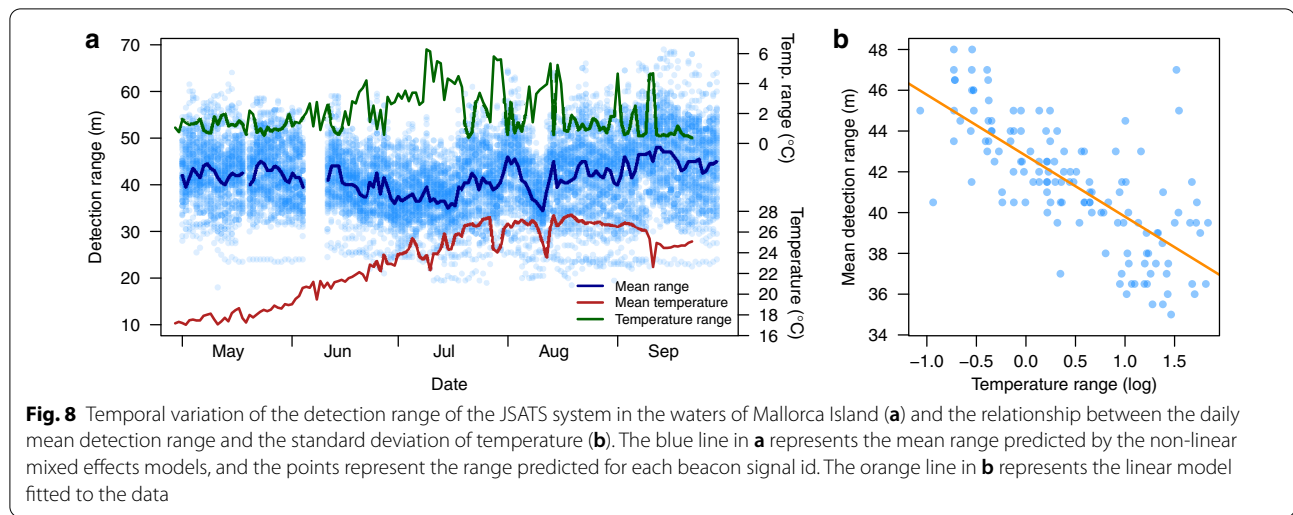 a
70
60
50
40
30
20
10
Detection range (m)
6
4
2
0
Temp. range (°C)
28
26
24
22
20
18
16
Temperature (°C)
Mean range
Mean temperature
Temperature range
May Jun Jul Aug Sep
Date
b
48
46
44
42
40
38
36
34
Mean detection range (m)
−1.0 −0.5 0.0 0.5 1.0 1.5
Temperature range (log)
Fig. 8 Temporal variation of the detection range of the JSATS system in the waters of Mallorca Island (a) and the relationship between the daily
mean detection range and the standard deviation of temperature (b). The blue line in a represents the mean range predicted by the non-linear
mixed effects models, and the points represent the range predicted for each beacon signal id. The orange line in b represents the linear model
fitted to the data